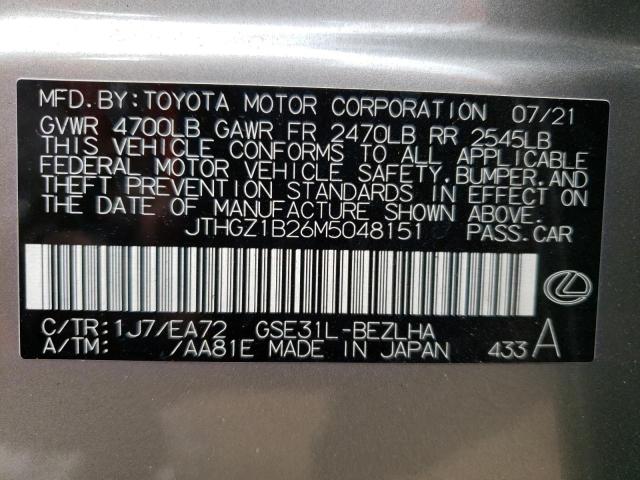 MFD. BY: TOYOTA MOTOR CORPORATION 07/21
GVWR 4700LB GAWR FR 2470LB RR 2545LB
THIS VEHICLE CONFORMS TO ALL APPLICABLE
FEDERAL MOTOR VEHICLE SAFETY, BUMPER, AND
THEFT PREVENTION STANDARDS IN EFFECT ON
THE DATE OF MANUFACTURE SHOWN ABOVE.
JTHGZ1B26M5048151 PASS. CAR
C/TR: 1J7/EA72 GSE31L-BEZLHA
A/TM: /AA81E MADE IN JAPAN 433 A